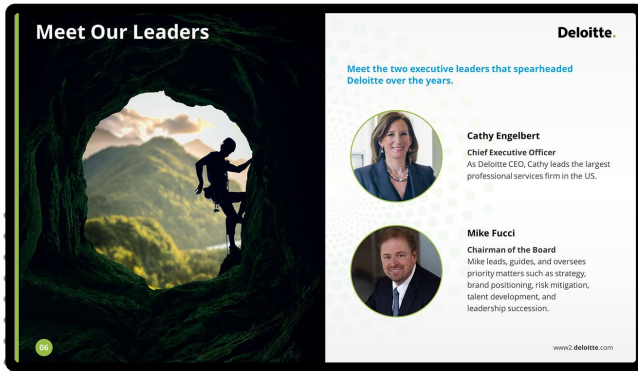 Meet Our Leaders
Deloitte.
Meet the two executive leaders that spearheaded
Deloitte over the years.
Cathy Engelbert
Chief Executive Officer
As Deloitte CEO, Cathy leads the largest
professional services firm in the US.
Mike Fucci
Chairman of the Board
Mike leads, guides, and oversees
priority matters such as strategy,
brand positioning, risk mitigation,
talent development, and
leadership succession.
06
www2.deloitte.com